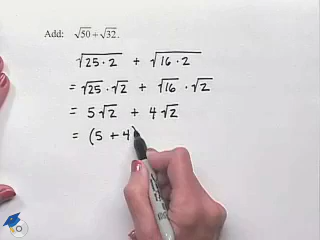 Add: √50 + √32.
√25 · 2 + √16 · 2
= √25 · √2 + √16 · √2
= 5√2 + 4√2
= (5 + 4)